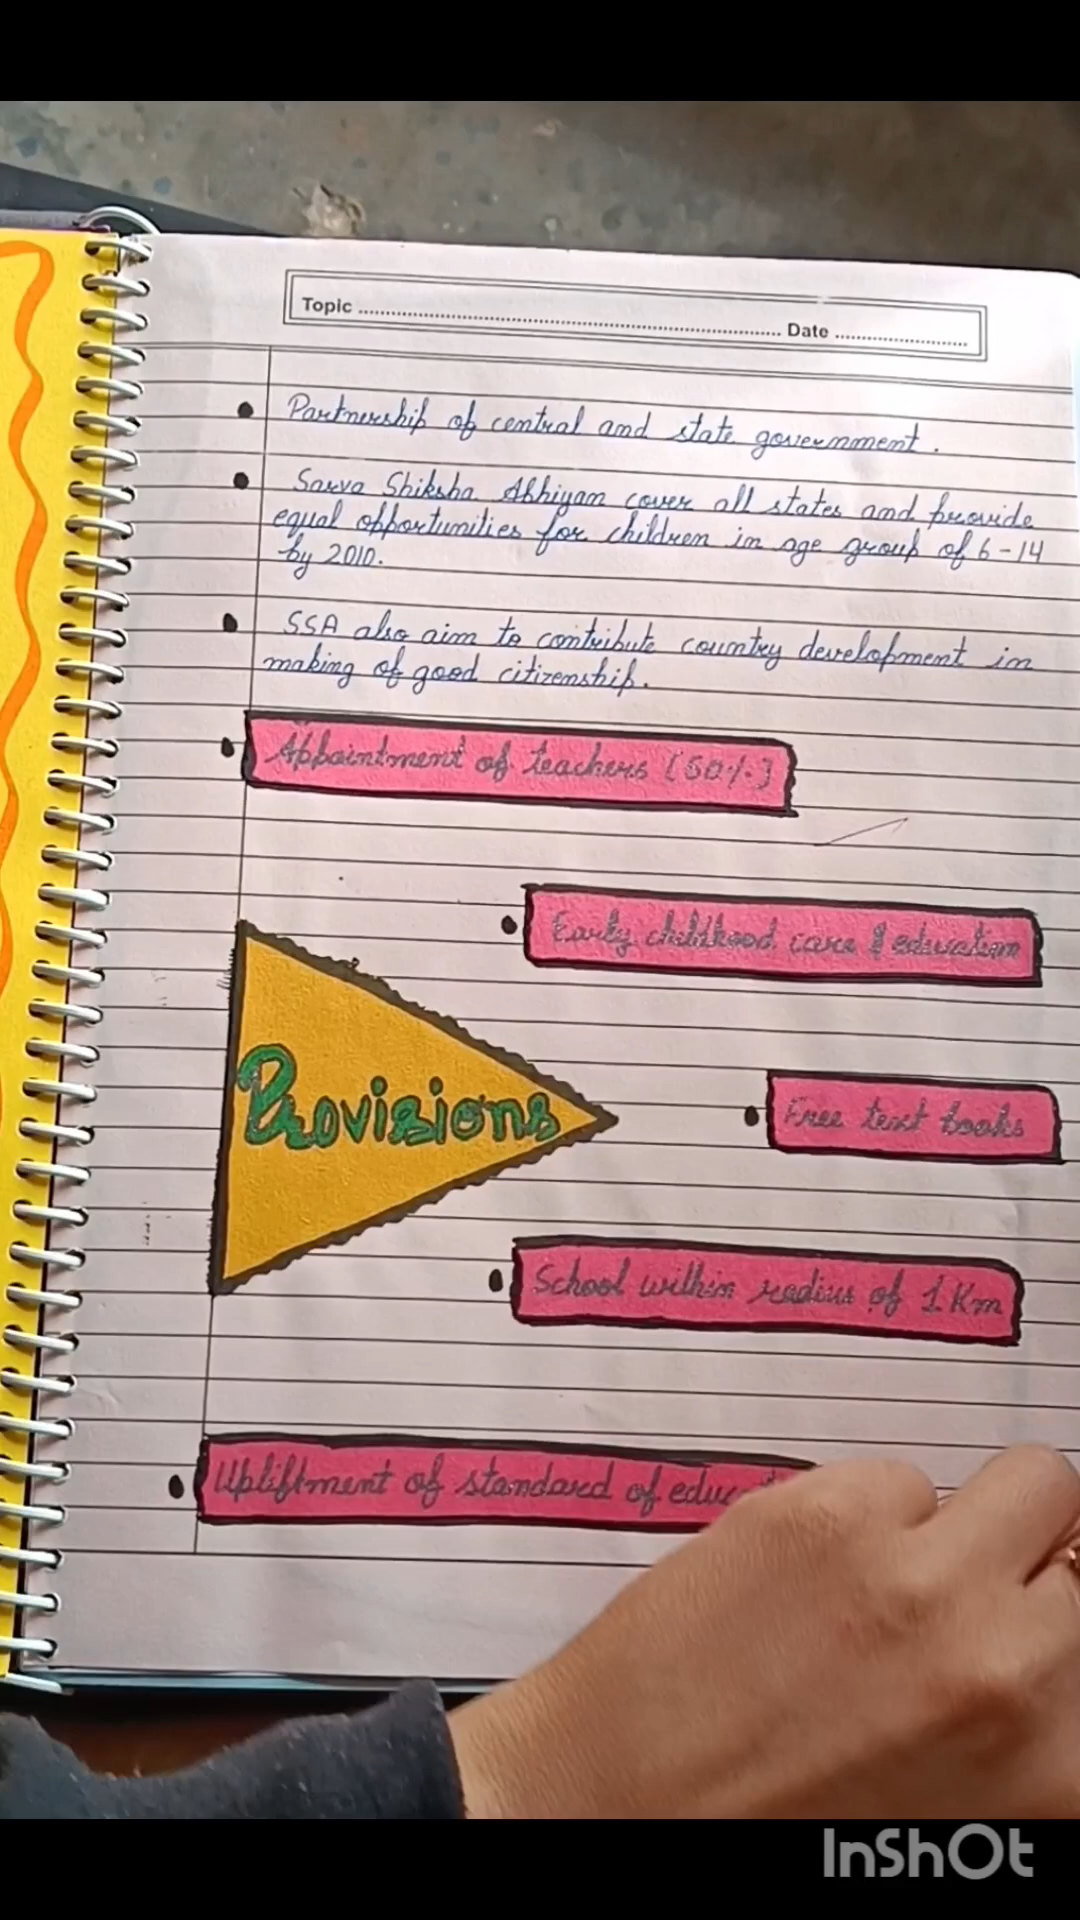 Topic ........ Date ........
Partnership of central and state government.
Sarva Shiksha Abhiyan cover all states and provide
equal opportunities for children in age group of 6-14
by 2010.
SSA also aim to contribute country development in
making of good citizenship.
Appointment of teachers [50%]
Early childhood care & education
Provisions
Free text books
School within radius of 1 Km
Upliftment of standard of
InShOt